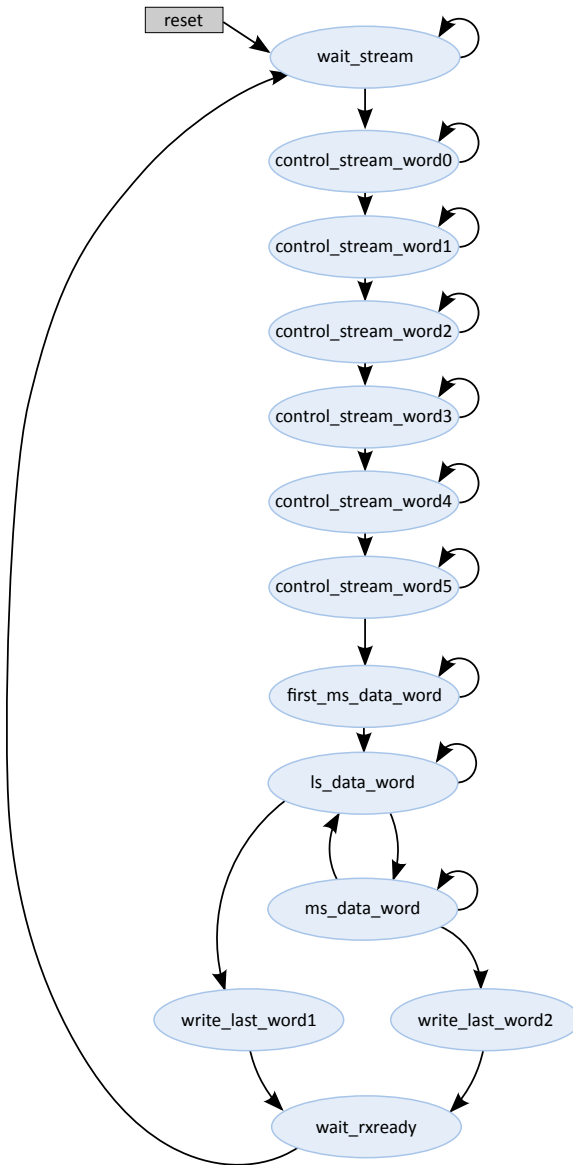 reset
wait_stream
control_stream_word0
control_stream_word1
control_stream_word2
control_stream_word3
control_stream_word4
control_stream_word5
first_ms_data_word
ls_data_word
ms_data_word
write_last_word1
write_last_word2
wait_rxready